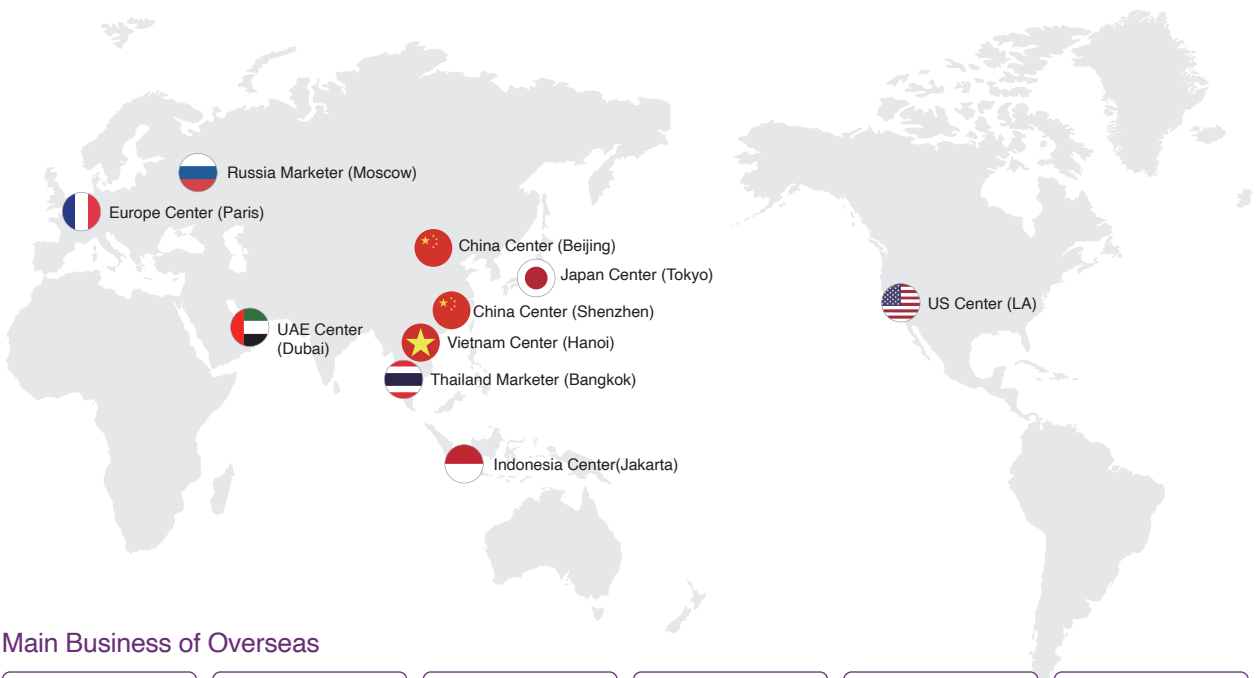 Russia Marketer (Moscow)
Europe Center (Paris)
China Center (Beijing)
Japan Center (Tokyo)
US Center (LA)
China Center (Shenzhen)
UAE Center
(Dubai)
Vietnam Center (Hanoi)
Thailand Marketer (Bangkok)
Indonesia Center(Jakarta)
Main Business of Overseas